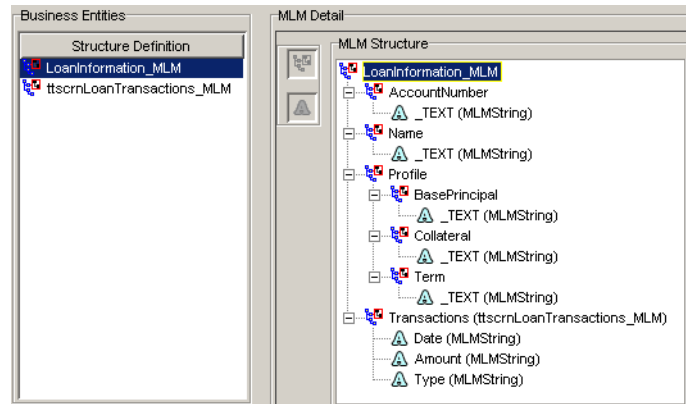 Business Entities
Structure Definition
LoanInformation_MLM
ttscrnLoanTransactions_MLM
MLM Detail
MLM Structure
LoanInformation_MLM
AccountNumber
_TEXT (MLMString)
Name
_TEXT (MLMString)
Profile
BasePrincipal
_TEXT (MLMString)
Collateral
_TEXT (MLMString)
Term
_TEXT (MLMString)
Transactions (ttscrnLoanTransactions_MLM)
Date (MLMString)
Amount (MLMString)
Type (MLMString)